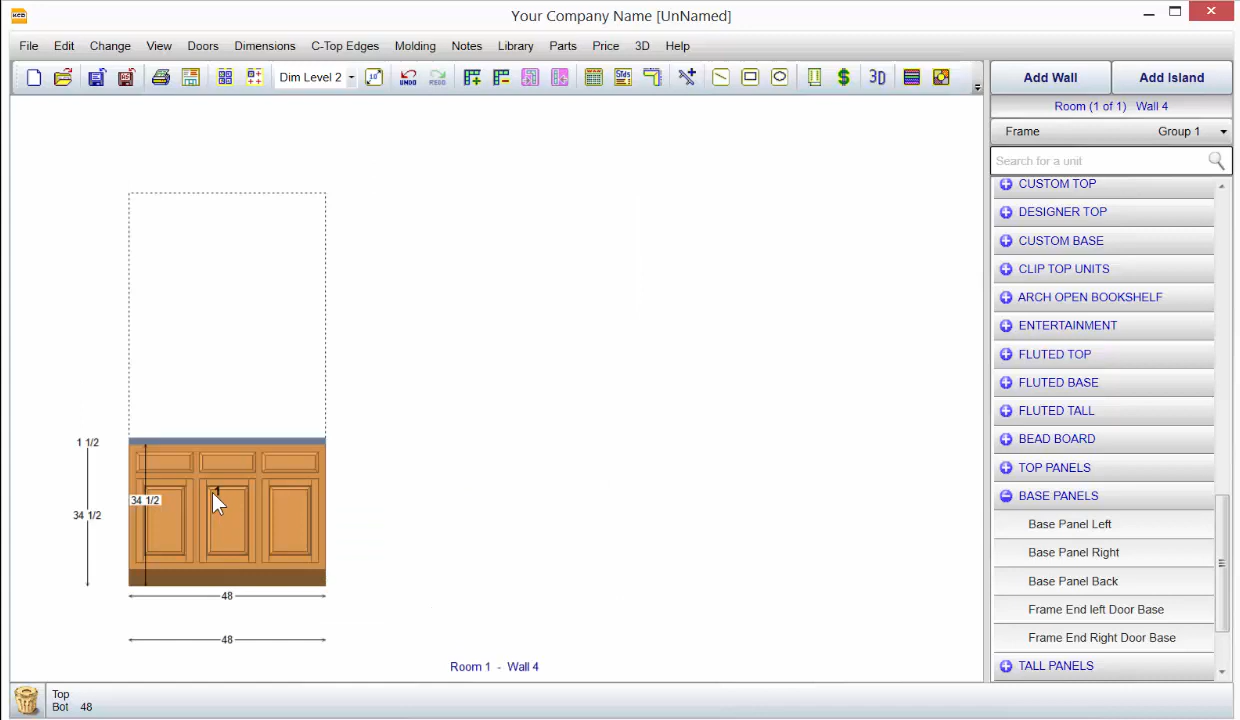 Your Company Name [UnNamed]
File Edit Change View Doors Dimensions C-Top Edges Molding Notes Library Parts Price 3D Help
Dim Level 2
UNDO
REDO
Stds
$
3D
Add Wall
Add Island
Room (1 of 1) Wall 4
Frame
Group 1
Search for a unit
CUSTOM TOP
DESIGNER TOP
CUSTOM BASE
CLIP TOP UNITS
ARCH OPEN BOOKSHELF
ENTERTAINMENT
FLUTED TOP
FLUTED BASE
FLUTED TALL
BEAD BOARD
TOP PANELS
BASE PANELS
Base Panel Left
Base Panel Right
Base Panel Back
Frame End left Door Base
Frame End Right Door Base
TALL PANELS
1 1/2
1
34 1/2
34 1/2
48
48
Room 1 - Wall 4
Top
Bot 48